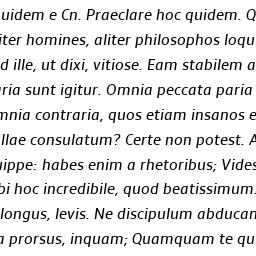 uidem e Cn. Praeclare hoc quidem. Q
iter homines, aliter philosophos loqu
d ille, ut dixi, vitiose. Eam stabilem a
ria sunt igitur. Omnia peccata paria
mnia contraria, quos etiam insanos e
llae consulatum? Certe non potest. A
uippe: habes enim a rhetoribus; Vides
bi hoc incredibile, quod beatissimum.
longus, levis. Ne discipulum abducan
a prorsus, inquam; Quamquam te qu